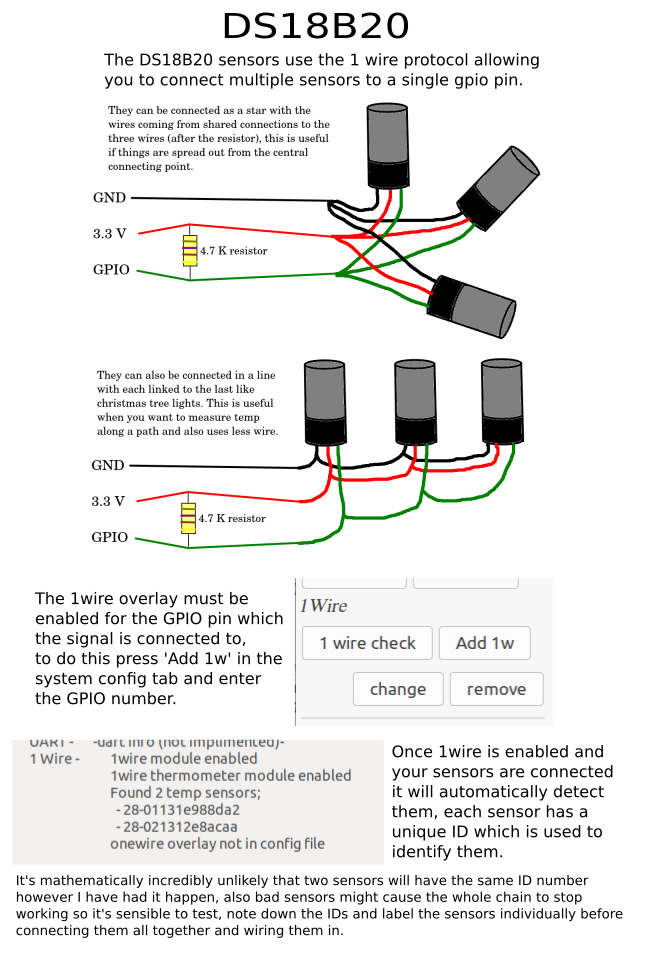 DS18B20
The DS18B20 sensors use the 1 wire protocol allowing
you to connect multiple sensors to a single gpio pin.
They can be connected as a star with the
wires coming from shared connections to the
three wires (after the resistor), this is useful
if things are spread out from the central
connecting point.
GND
3.3 V
4.7 K resistor
GPIO
They can also be connected in a line
with each linked to the last like
christmas tree lights. This is useful
when you want to measure temp
along a path and also uses less wire.
GND
3.3 V
4.7 K resistor
GPIO
The 1wire overlay must be
enabled for the GPIO pin which
the signal is connected to,
to do this press 'Add 1w' in the
system config tab and enter
the GPIO number.
1Wire
1 wire check Add 1w
change remove
UART - -uart info (not implimented)-
1 Wire - 1wire module enabled
1wire thermometer module enabled
Found 2 temp sensors;
- 28-01131e988da2
- 28-021312e8acaa
onewire overlay not in config file
Once 1wire is enabled and
your sensors are connected
it will automatically detect
them, each sensor has a
unique ID which is used to
identify them.
It's mathematically incredibly unlikely that two sensors will have the same ID number
however I have had it happen, also bad sensors might cause the whole chain to stop
working so it's sensible to test, note down the IDs and label the sensors individually before
connecting them all together and wiring them in.